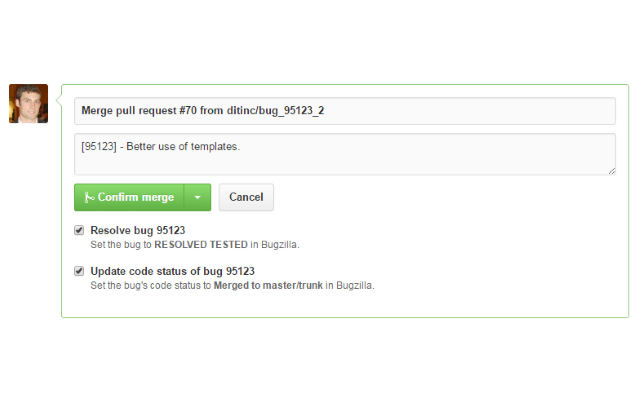 Merge pull request #70 from ditinc/bug_95123_2
[95123] - Better use of templates.
Confirm merge
Cancel
Resolve bug 95123
Set the bug to RESOLVED TESTED in Bugzilla.
Update code status of bug 95123
Set the bug's code status to Merged to master/trunk in Bugzilla.